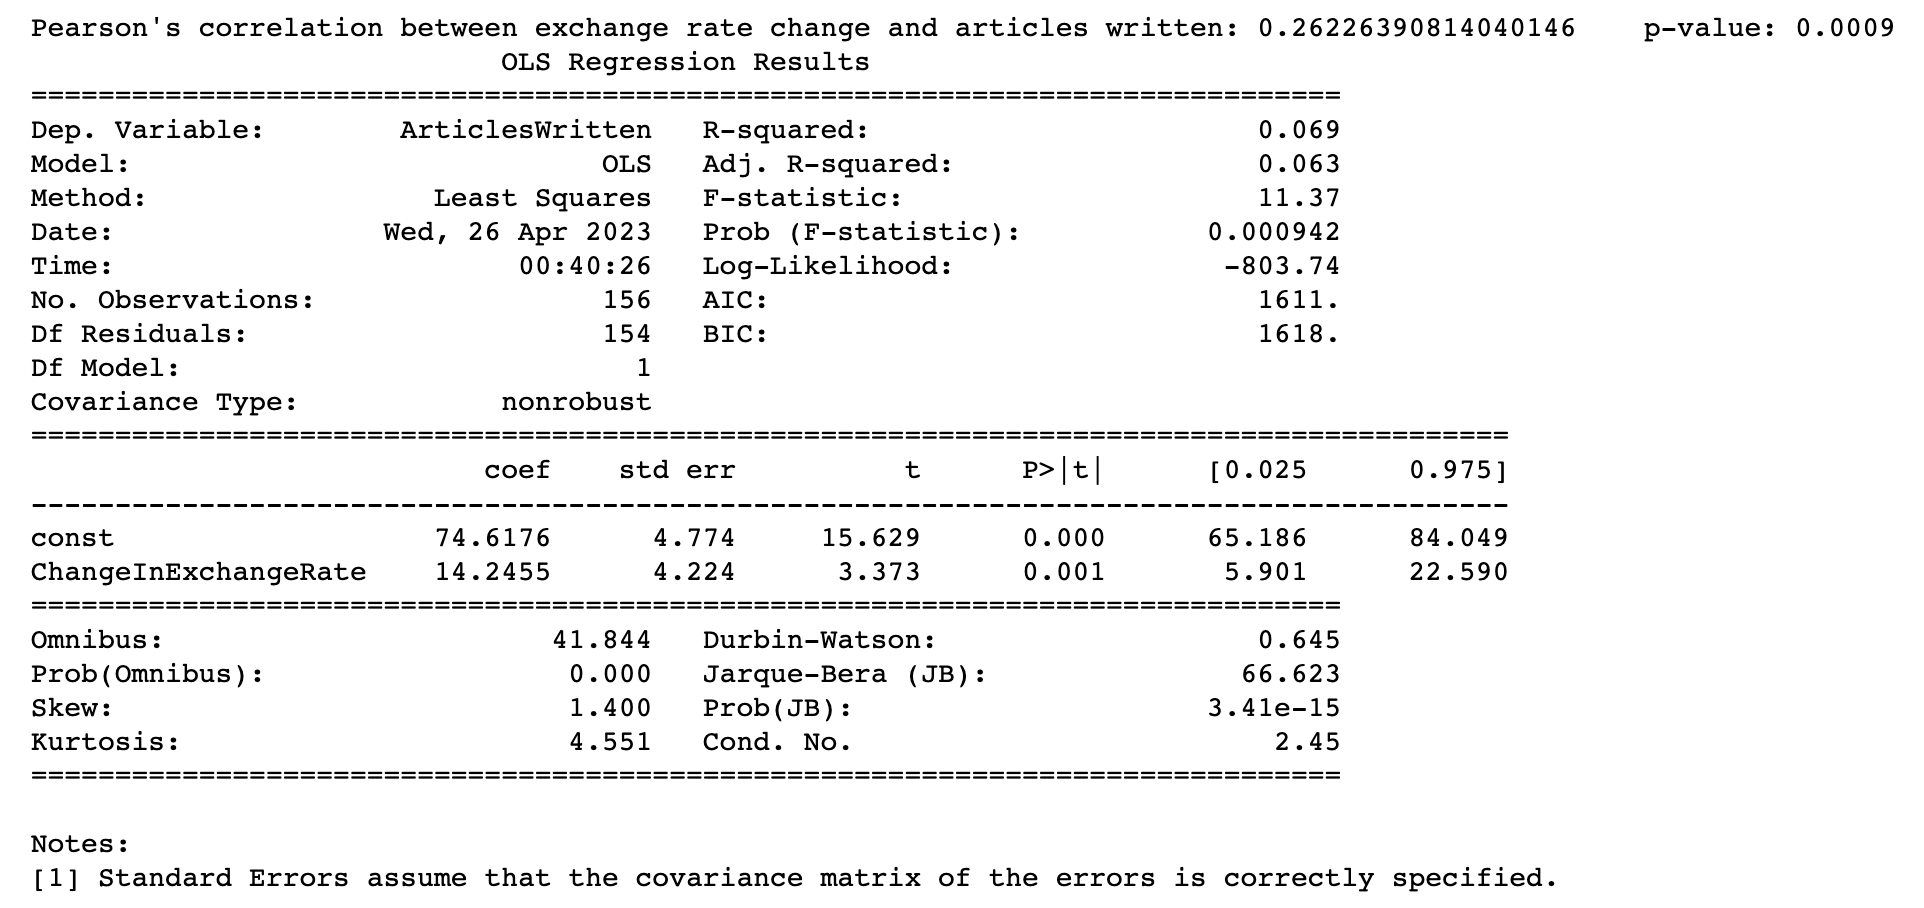 Pearson's correlation between exchange rate change and articles written: 0.26226390814040146    p-value: 0.0009
                            OLS Regression Results
==============================================================================
Dep. Variable:        ArticlesWritten   R-squared:                       0.069
Model:                            OLS   Adj. R-squared:                  0.063
Method:                 Least Squares   F-statistic:                     11.37
Date:                Wed, 26 Apr 2023   Prob (F-statistic):           0.000942
Time:                        00:40:26   Log-Likelihood:                -803.74
No. Observations:                 156   AIC:                             1611.
Df Residuals:                     154   BIC:                             1618.
Df Model:                           1
Covariance Type:            nonrobust
========================================================================================
                           coef    std err          t      P>|t|      [0.025      0.975]
----------------------------------------------------------------------------------------
const                   74.6176      4.774     15.629      0.000      65.186      84.049
ChangeInExchangeRate    14.2455      4.224      3.373      0.001       5.901      22.590
==============================================================================
Omnibus:                       41.844   Durbin-Watson:                   0.645
Prob(Omnibus):                  0.000   Jarque-Bera (JB):               66.623
Skew:                           1.400   Prob(JB):                     3.41e-15
Kurtosis:                       4.551   Cond. No.                         2.45
==============================================================================

Notes:
[1] Standard Errors assume that the covariance matrix of the errors is correctly specified.